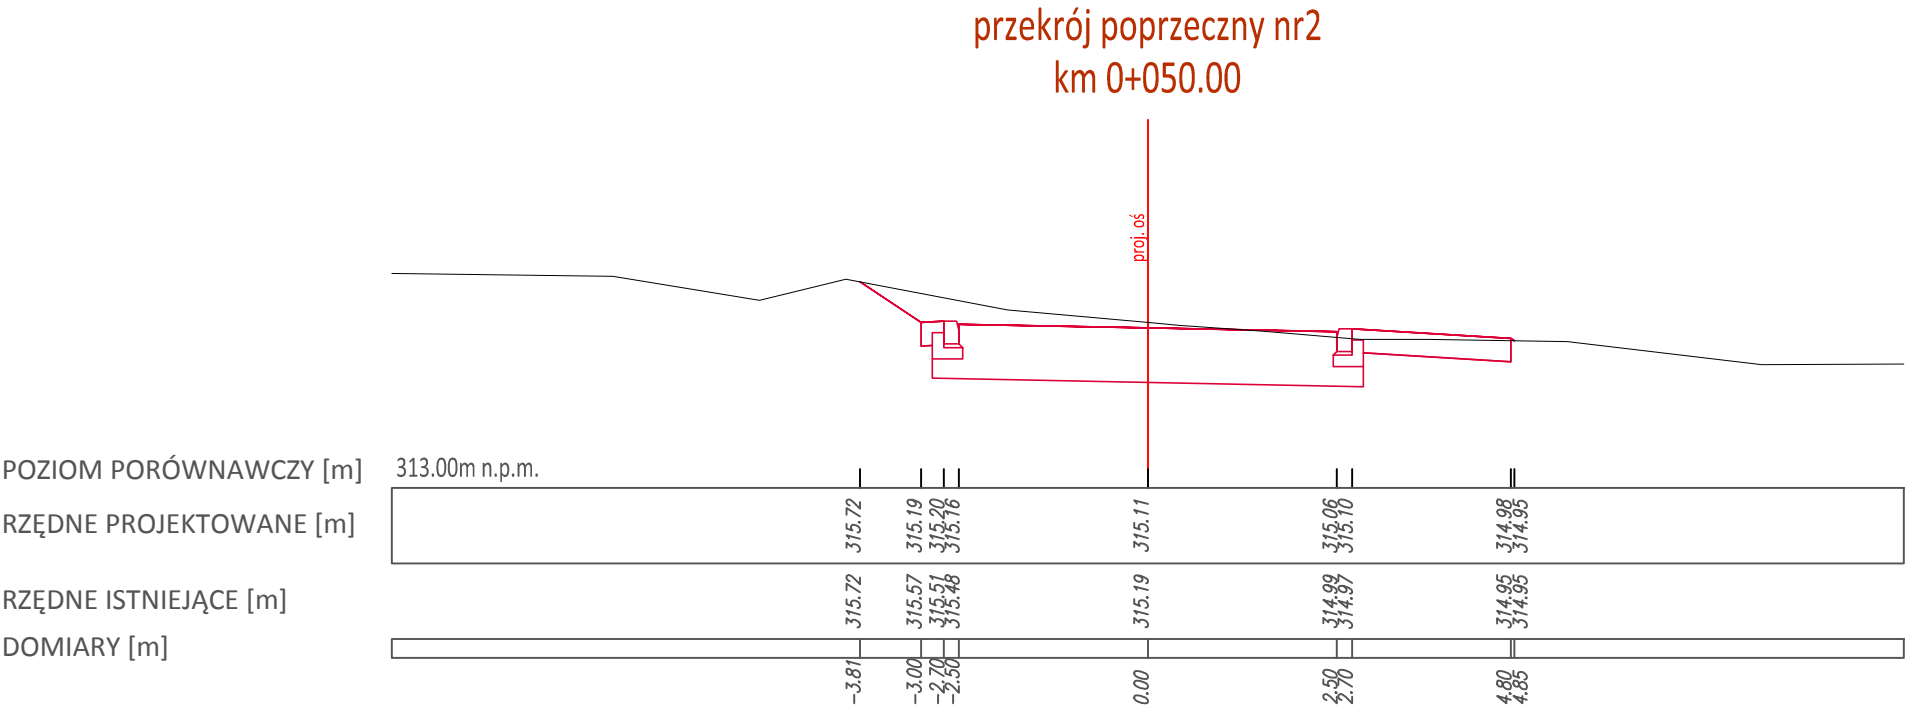 przekrój poprzeczny nr2
km 0+050.00
proj. oś
POZIOM PORÓWNAWCZY [m] 313.00m n.p.m.
RZĘDNE PROJEKTOWANE [m] 315.72 315.19 315.20 315.16 315.11 315.06 315.10 314.98 314.95
RZĘDNE ISTNIEJĄCE [m] 315.72 315.57 315.51 315.48 315.19 314.99 314.97 314.95 314.95
DOMIARY [m] -3.81 -3.00 -2.70 -2.50 0.00 2.50 2.70 4.80 4.85